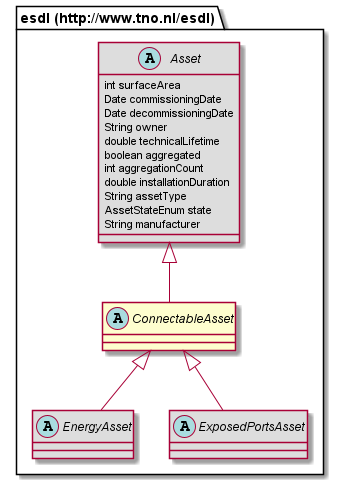 esdl (http://www.tno.nl/esdl)
A Asset
int surfaceArea
Date commissioningDate
Date decommissioningDate
String owner
double technicalLifetime
boolean aggregated
int aggregationCount
double installationDuration
String assetType
AssetStateEnum state
String manufacturer
A ConnectableAsset
A EnergyAsset
A ExposedPortsAsset